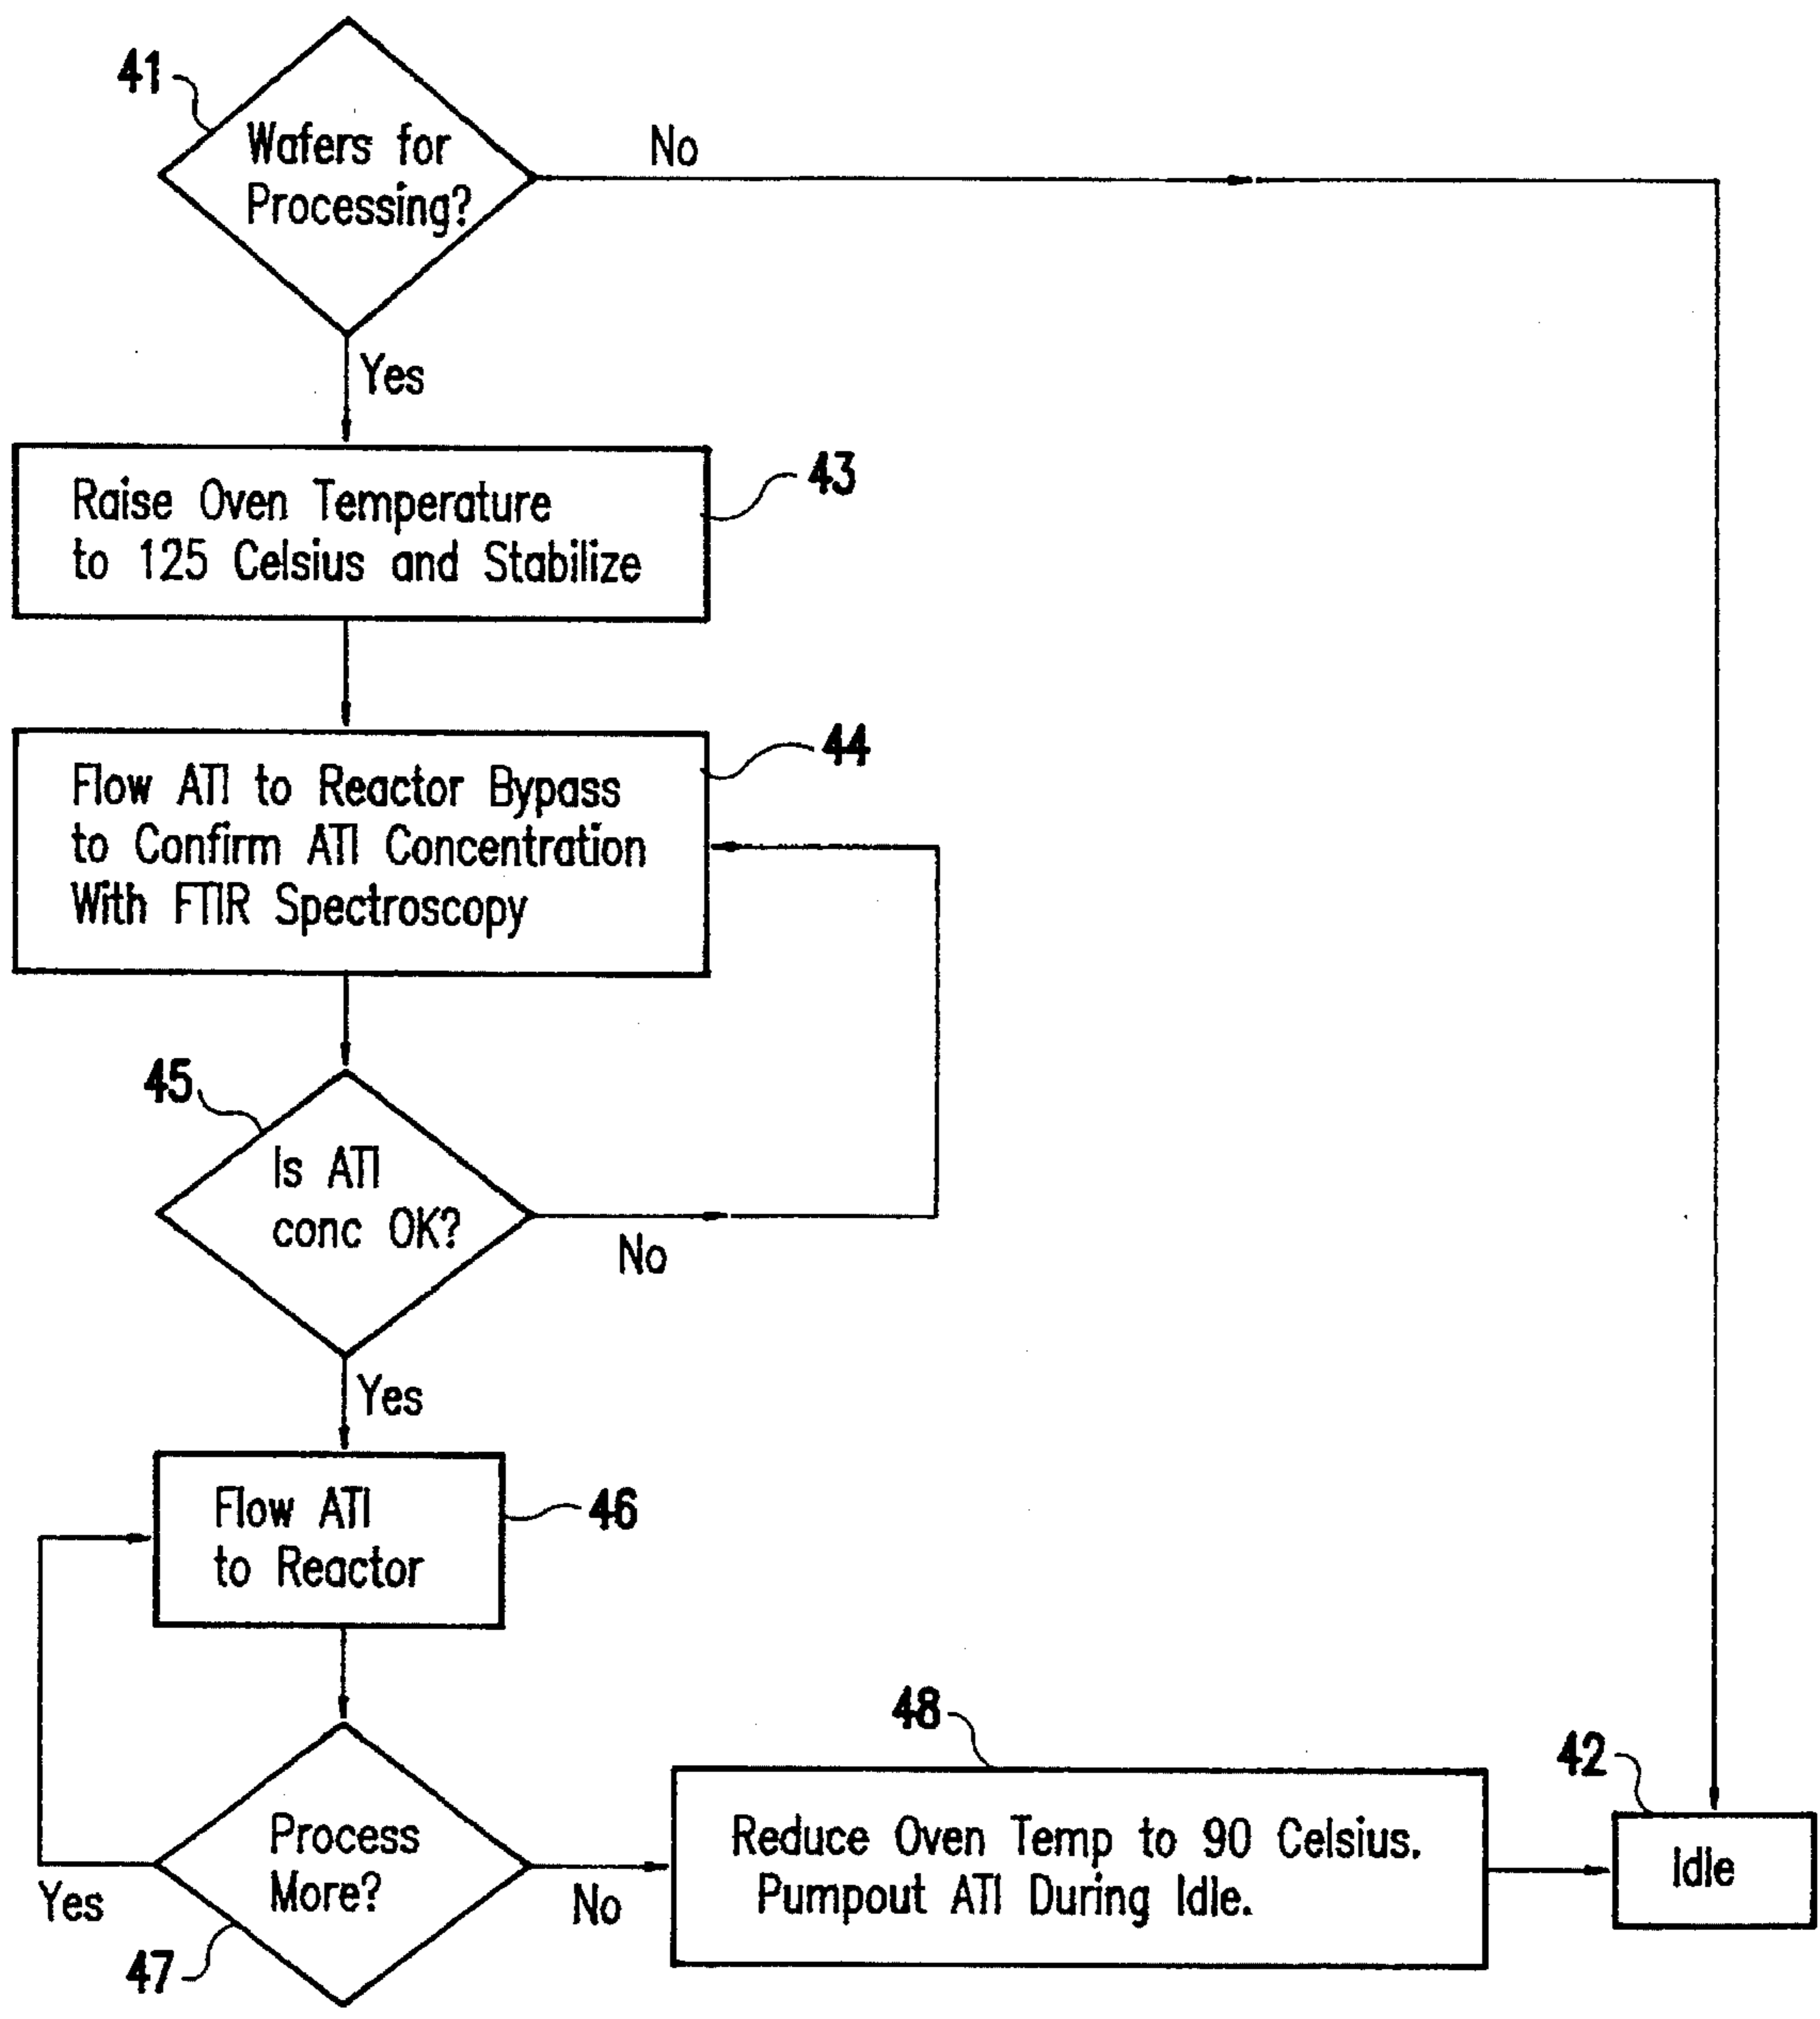 41
Wafers for
Processing?
No
Yes
43
Raise Oven Temperature
to 125 Celsius and Stabilize
44
Flow ATI to Reactor Bypass
to Confirm ATI Concentration
With FTIR Spectroscopy
45
Is ATI
conc OK?
No
Yes
46
Flow ATI
to Reactor
47
Process
More?
Yes
No
48
Reduce Oven Temp to 90 Celsius.
Pumpout ATI During Idle.
42
Idle